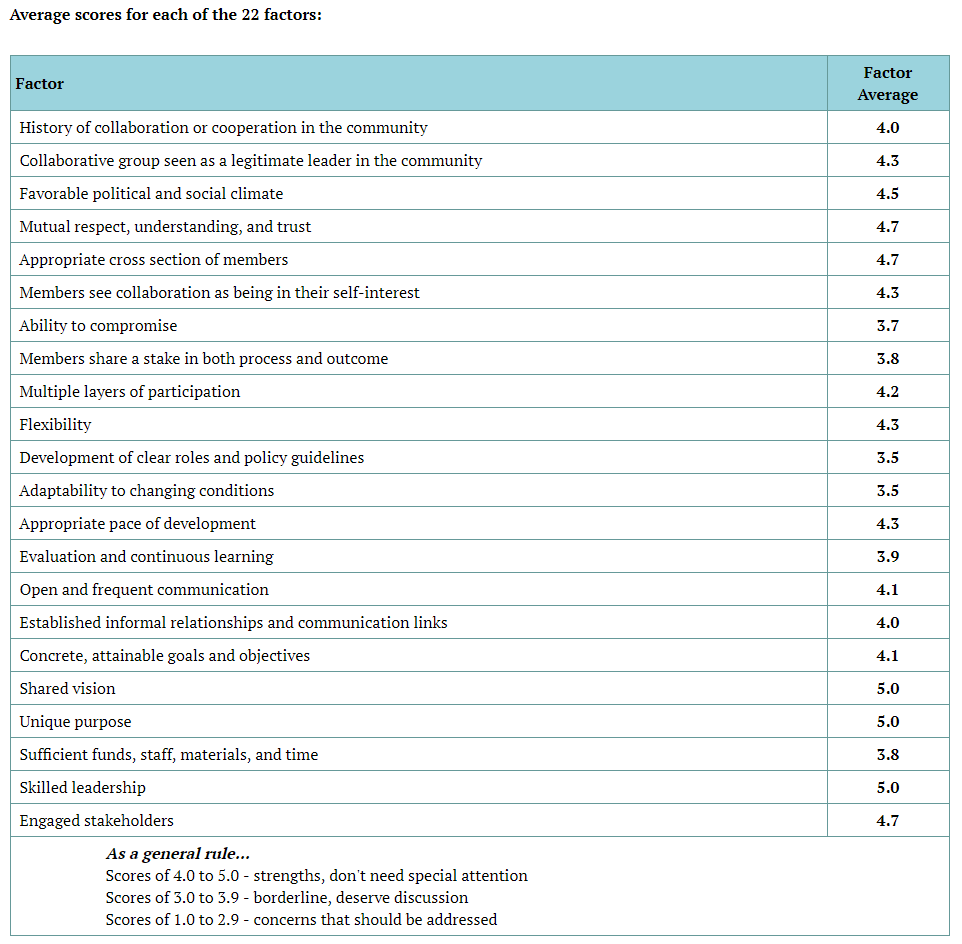 Average scores for each of the 22 factors:
Factor
Factor
Average
History of collaboration or cooperation in the community 4.0
Collaborative group seen as a legitimate leader in the community 4.3
Favorable political and social climate 4.5
Mutual respect, understanding, and trust 4.7
Appropriate cross section of members 4.7
Members see collaboration as being in their self-interest 4.3
Ability to compromise 3.7
Members share a stake in both process and outcome 3.8
Multiple layers of participation 4.2
Flexibility 4.3
Development of clear roles and policy guidelines 3.5
Adaptability to changing conditions 3.5
Appropriate pace of development 4.3
Evaluation and continuous learning 3.9
Open and frequent communication 4.1
Established informal relationships and communication links 4.0
Concrete, attainable goals and objectives 4.1
Shared vision 5.0
Unique purpose 5.0
Sufficient funds, staff, materials, and time 3.8
Skilled leadership 5.0
Engaged stakeholders 4.7
As a general rule...
Scores of 4.0 to 5.0 - strengths, don't need special attention
Scores of 3.0 to 3.9 - borderline, deserve discussion
Scores of 1.0 to 2.9 - concerns that should be addressed